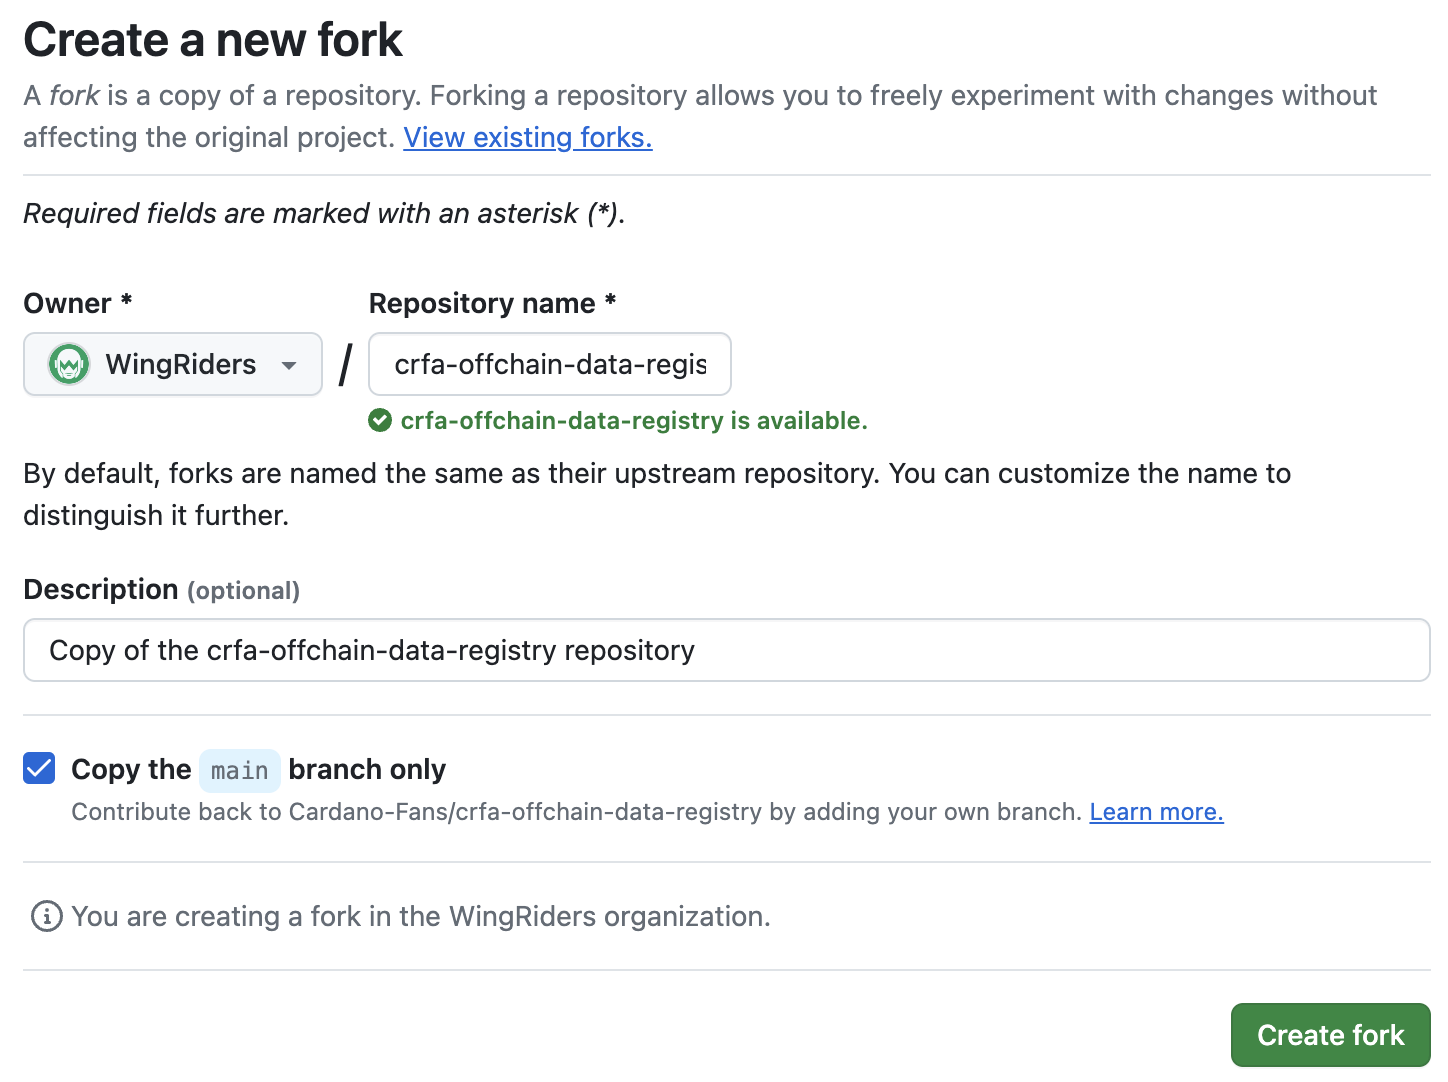 Create a new fork
A fork is a copy of a repository. Forking a repository allows you to freely experiment with changes without
affecting the original project. View existing forks.
Required fields are marked with an asterisk (*).
Owner *
Repository name *
WingRiders
/
crfa-offchain-data-regis
crfa-offchain-data-registry is available.
By default, forks are named the same as their upstream repository. You can customize the name to
distinguish it further.
Description (optional)
Copy of the crfa-offchain-data-registry repository
Copy the main branch only
Contribute back to Cardano-Fans/crfa-offchain-data-registry by adding your own branch. Learn more.
You are creating a fork in the WingRiders organization.
Create fork